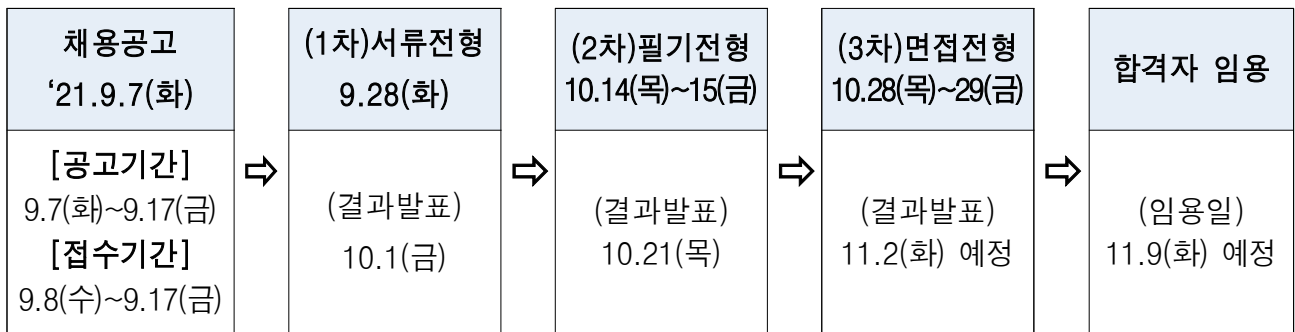 채용공고
‘21.9.7(화)
[공고기간]
9.7(화)~9.17(금)
[접수기간]
9.8(수)~9.17(금)
⇨
(1차)서류전형
9.28(화)
(결과발표)
10.1(금)
⇨
(2차)필기전형
10.14(목)~15(금)
(결과발표)
10.21(목)
⇨
(3차)면접전형
10.28(목)~29(금)
(결과발표)
11.2(화) 예정
⇨
합격자 임용
(임용일)
11.9(화) 예정